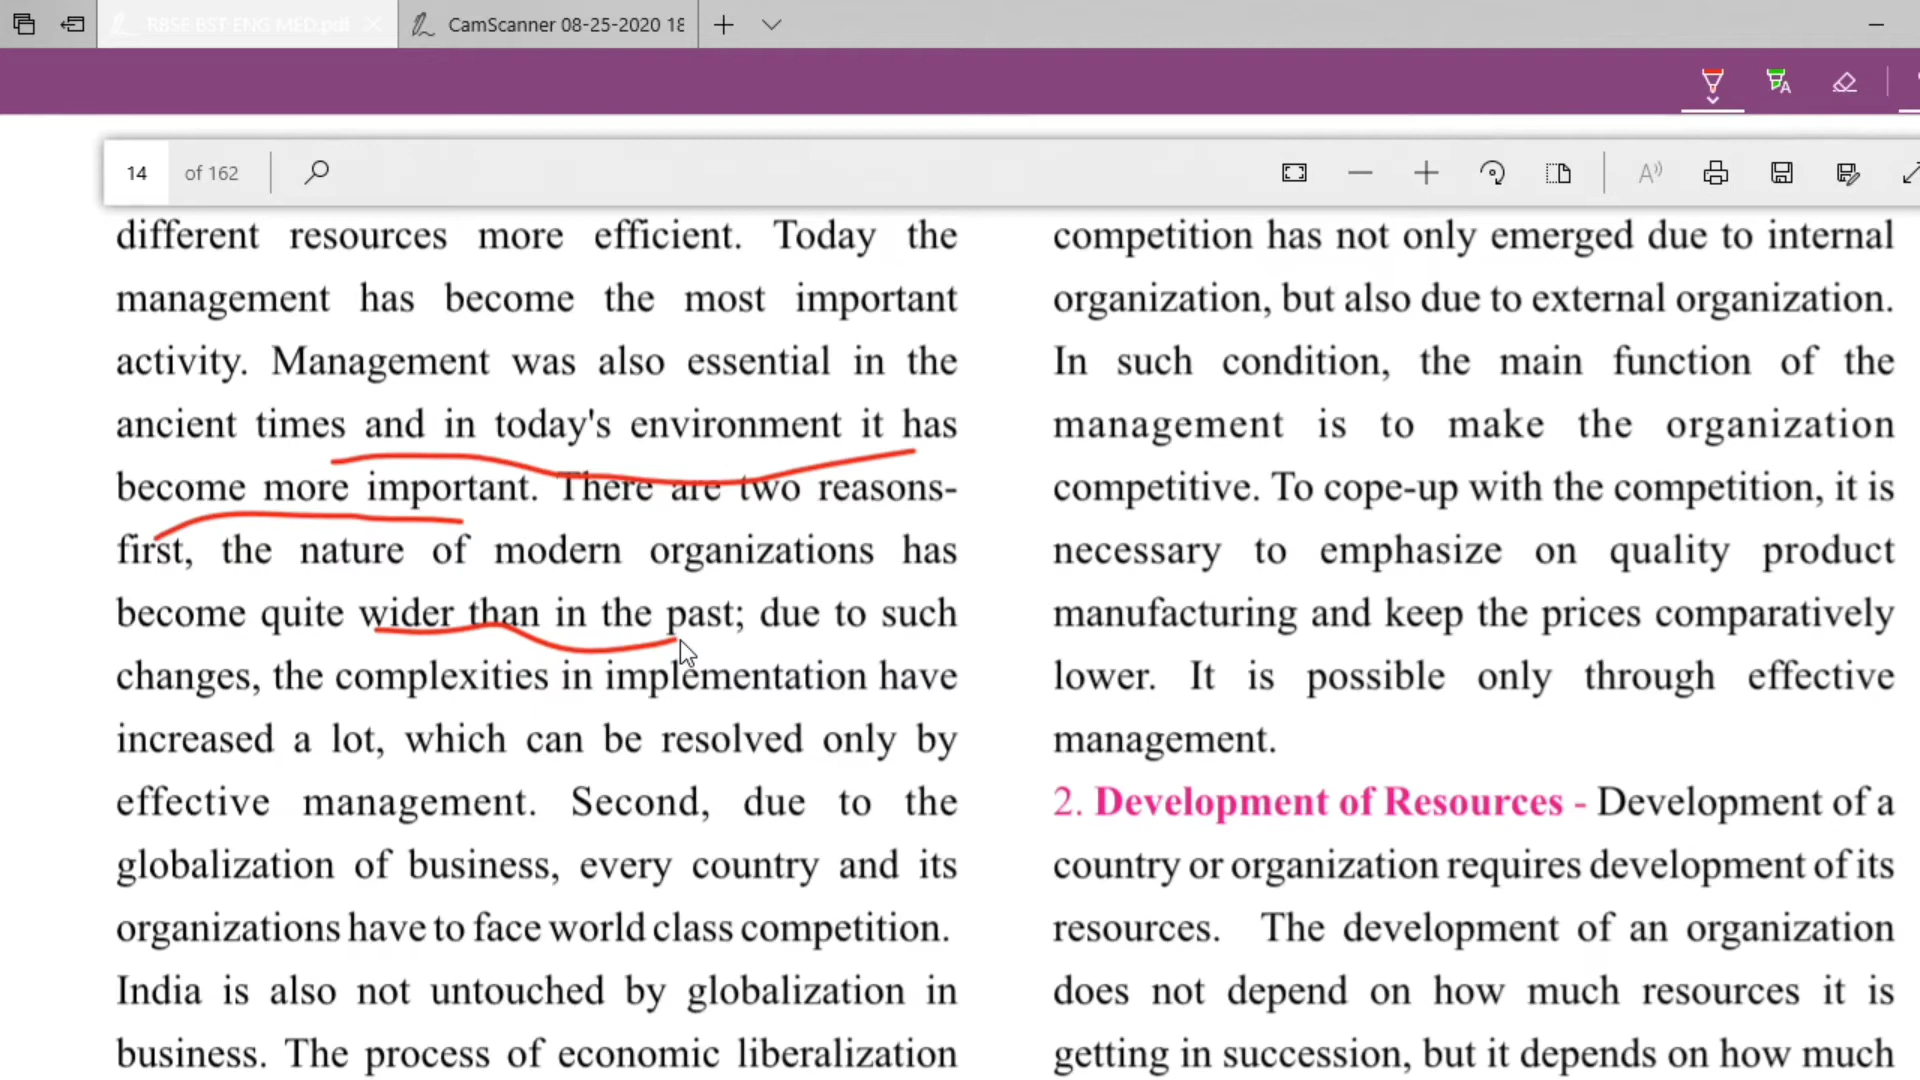 RBSE BST ENG MED.pdf
CamScanner 08-25-2020 18
14 of 162
different resources more efficient. Today the
management has become the most important
activity. Management was also essential in the
ancient times and in today's environment it has
become more important. There are two reasons-
first, the nature of modern organizations has
become quite wider than in the past; due to such
changes, the complexities in implementation have
increased a lot, which can be resolved only by
effective management. Second, due to the
globalization of business, every country and its
organizations have to face world class competition.
India is also not untouched by globalization in
business. The process of economic liberalization
competition has not only emerged due to internal
organization, but also due to external organization.
In such condition, the main function of the
management is to make the organization
competitive. To cope-up with the competition, it is
necessary to emphasize on quality product
manufacturing and keep the prices comparatively
lower. It is possible only through effective
management.
2. Development of Resources - Development of a
country or organization requires development of its
resources. The development of an organization
does not depend on how much resources it is
getting in succession, but it depends on how much